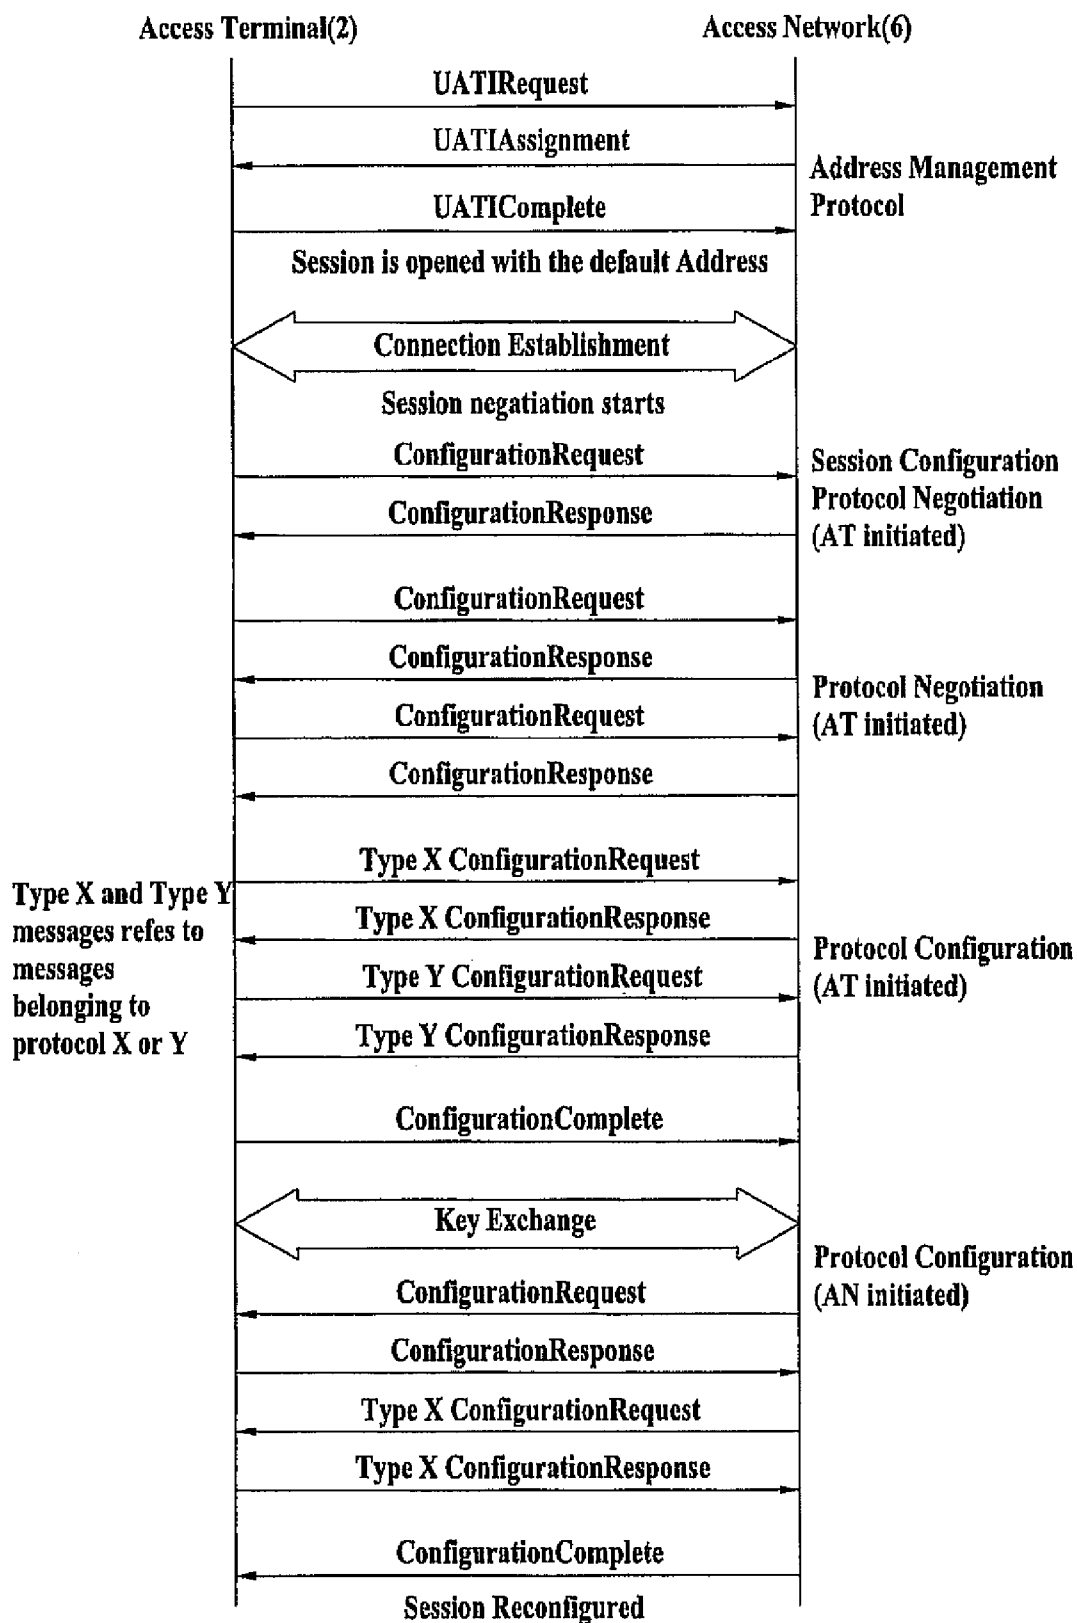 Access Terminal(2)
Access Network(6)
UATIRequest
UATIAssignment
Address Management
Protocol
UATIComplete
Session is opened with the default Address
Connection Establishment
Session negatiation starts
ConfigurationRequest
Session Configuration
Protocol Negotiation
(AT initiated)
ConfigurationResponse
ConfigurationRequest
ConfigurationResponse
Protocol Negotiation
(AT initiated)
ConfigurationRequest
ConfigurationResponse
Type X ConfigurationRequest
Type X and Type Y
messages refes to
messages
belonging to
protocol X or Y
Type X ConfigurationResponse
Protocol Configuration
(AT initiated)
Type Y ConfigurationRequest
Type Y ConfigurationResponse
ConfigurationComplete
Key Exchange
Protocol Configuration
(AN initiated)
ConfigurationRequest
ConfigurationResponse
Type X ConfigurationRequest
Type X ConfigurationResponse
ConfigurationComplete
Session Reconfigured